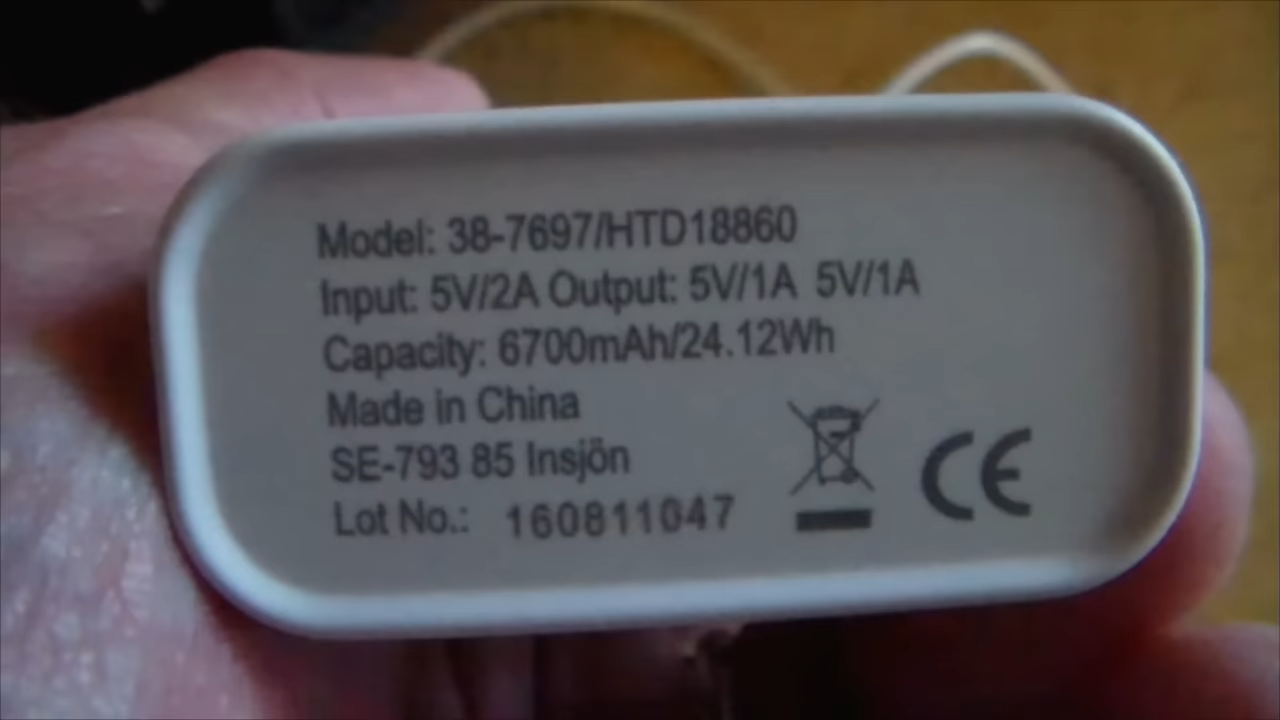 Model: 38-7697/HTD18860
Input: 5V/2A Output: 5V/1A 5V/1A
Capacity: 6700mAh/24.12Wh
Made in China
SE-793 85 Insjön
Lot No.: 160811047
CE